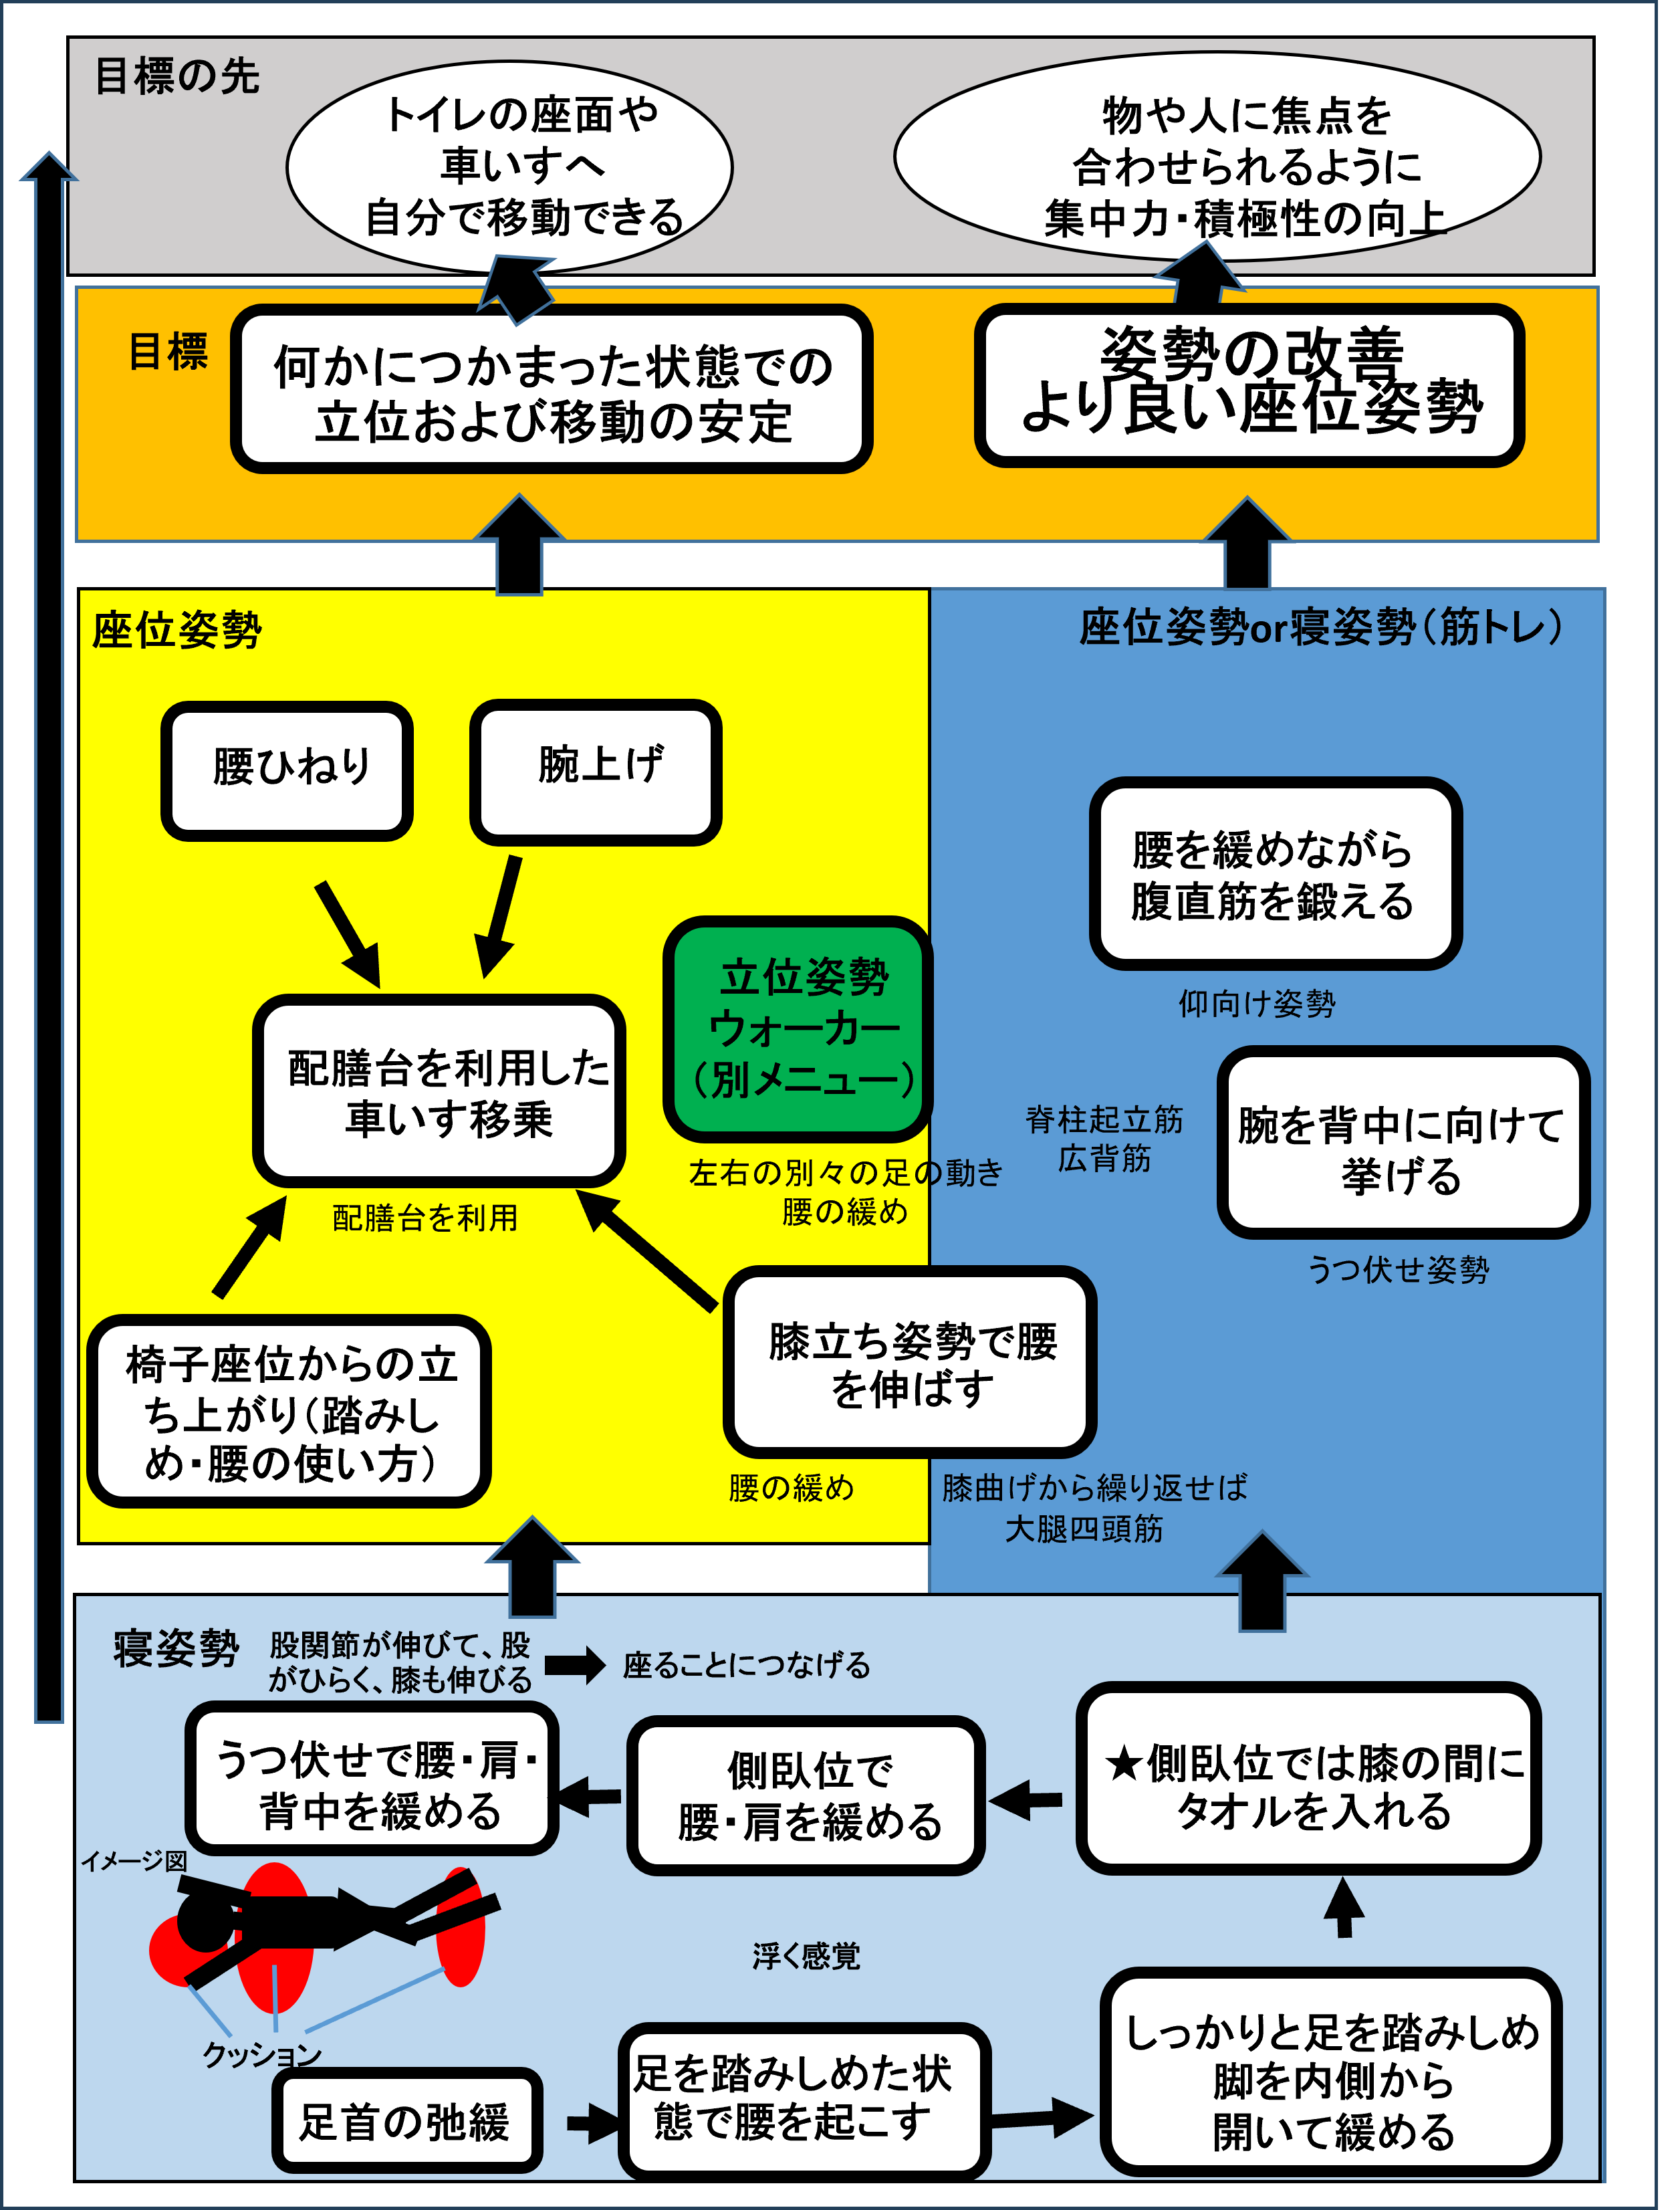 目標の先
トイレの座面や
車いすへ
自分で移動できる
物や人に焦点を
合わせられるように
集中力・積極性の向上
目標
何かにつかまった状態での
立位および移動の安定
姿勢の改善
より良い座位姿勢
座位姿勢
腰ひねり
腕上げ
配膳台を利用した
車いす移乗
配膳台を利用
立位姿勢
ウォーカー
（別メニュー）
左右の別々の足の動き
腰の緩め
椅子座位からの立
ち上がり（踏みし
め・腰の使い方）
膝立ち姿勢で腰
を伸ばす
腰の緩め
膝曲げから繰り返せば
大腿四頭筋
座位姿勢or寝姿勢（筋トレ）
腰を緩めながら
腹直筋を鍛える
仰向け姿勢
脊柱起立筋
広背筋
腕を背中に向けて
挙げる
うつ伏せ姿勢
寝姿勢
股関節が伸びて、股
がひらく、膝も伸びる
座ることにつなげる
うつ伏せで腰・肩・
背中を緩める
側臥位で
腰・肩を緩める
★側臥位では膝の間に
タオルを入れる
イメージ図
クッション
浮く感覚
足首の弛緩
足を踏みしめた状
態で腰を起こす
しっかりと足を踏みしめ
脚を内側から
開いて緩める